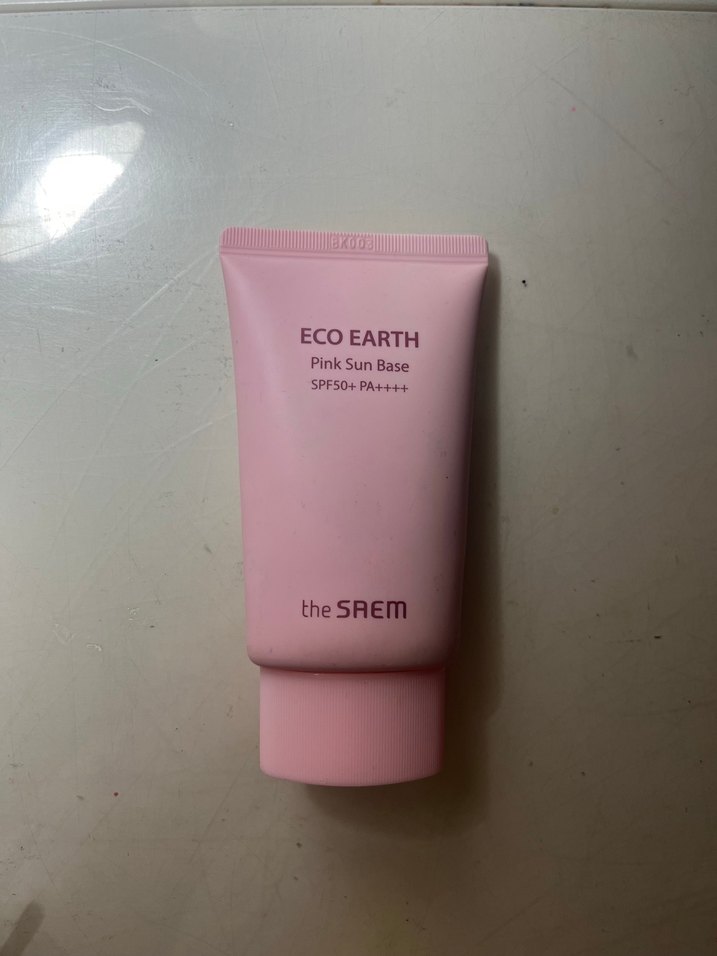 ECO EARTH
Pink Sun Base
SPF50+ PA++++
the SAEM